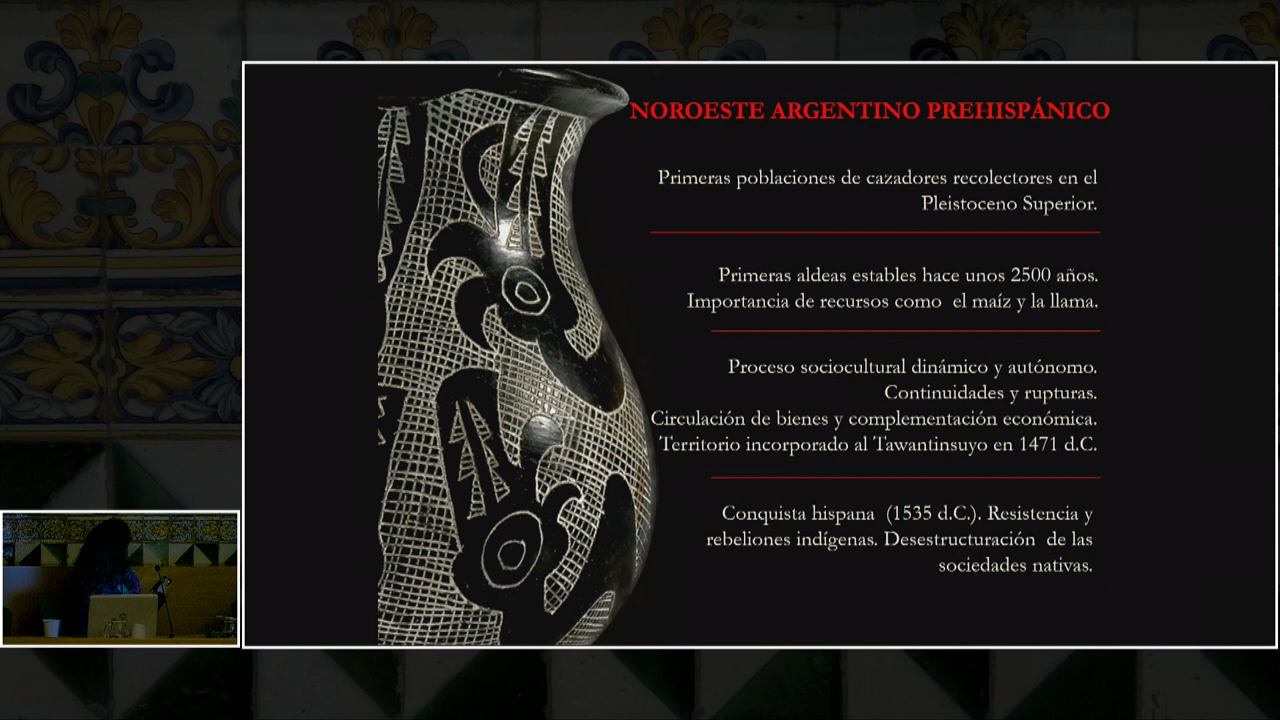 NOROESTE ARGENTINO PREHISPÁNICO
Primeras poblaciones de cazadores recolectores en el
Pleistoceno Superior.
Primeras aldeas estables hace unos 2500 años.
Importancia de recursos como el maíz y la llama.
Proceso sociocultural dinámico y autónomo.
Continuidades y rupturas.
Circulación de bienes y complementación económica.
Territorio incorporado al Tawantinsuyo en 1471 d.C.
Conquista hispana (1535 d.C.). Resistencia y
rebeliones indígenas. Desestructuración de las
sociedades nativas.